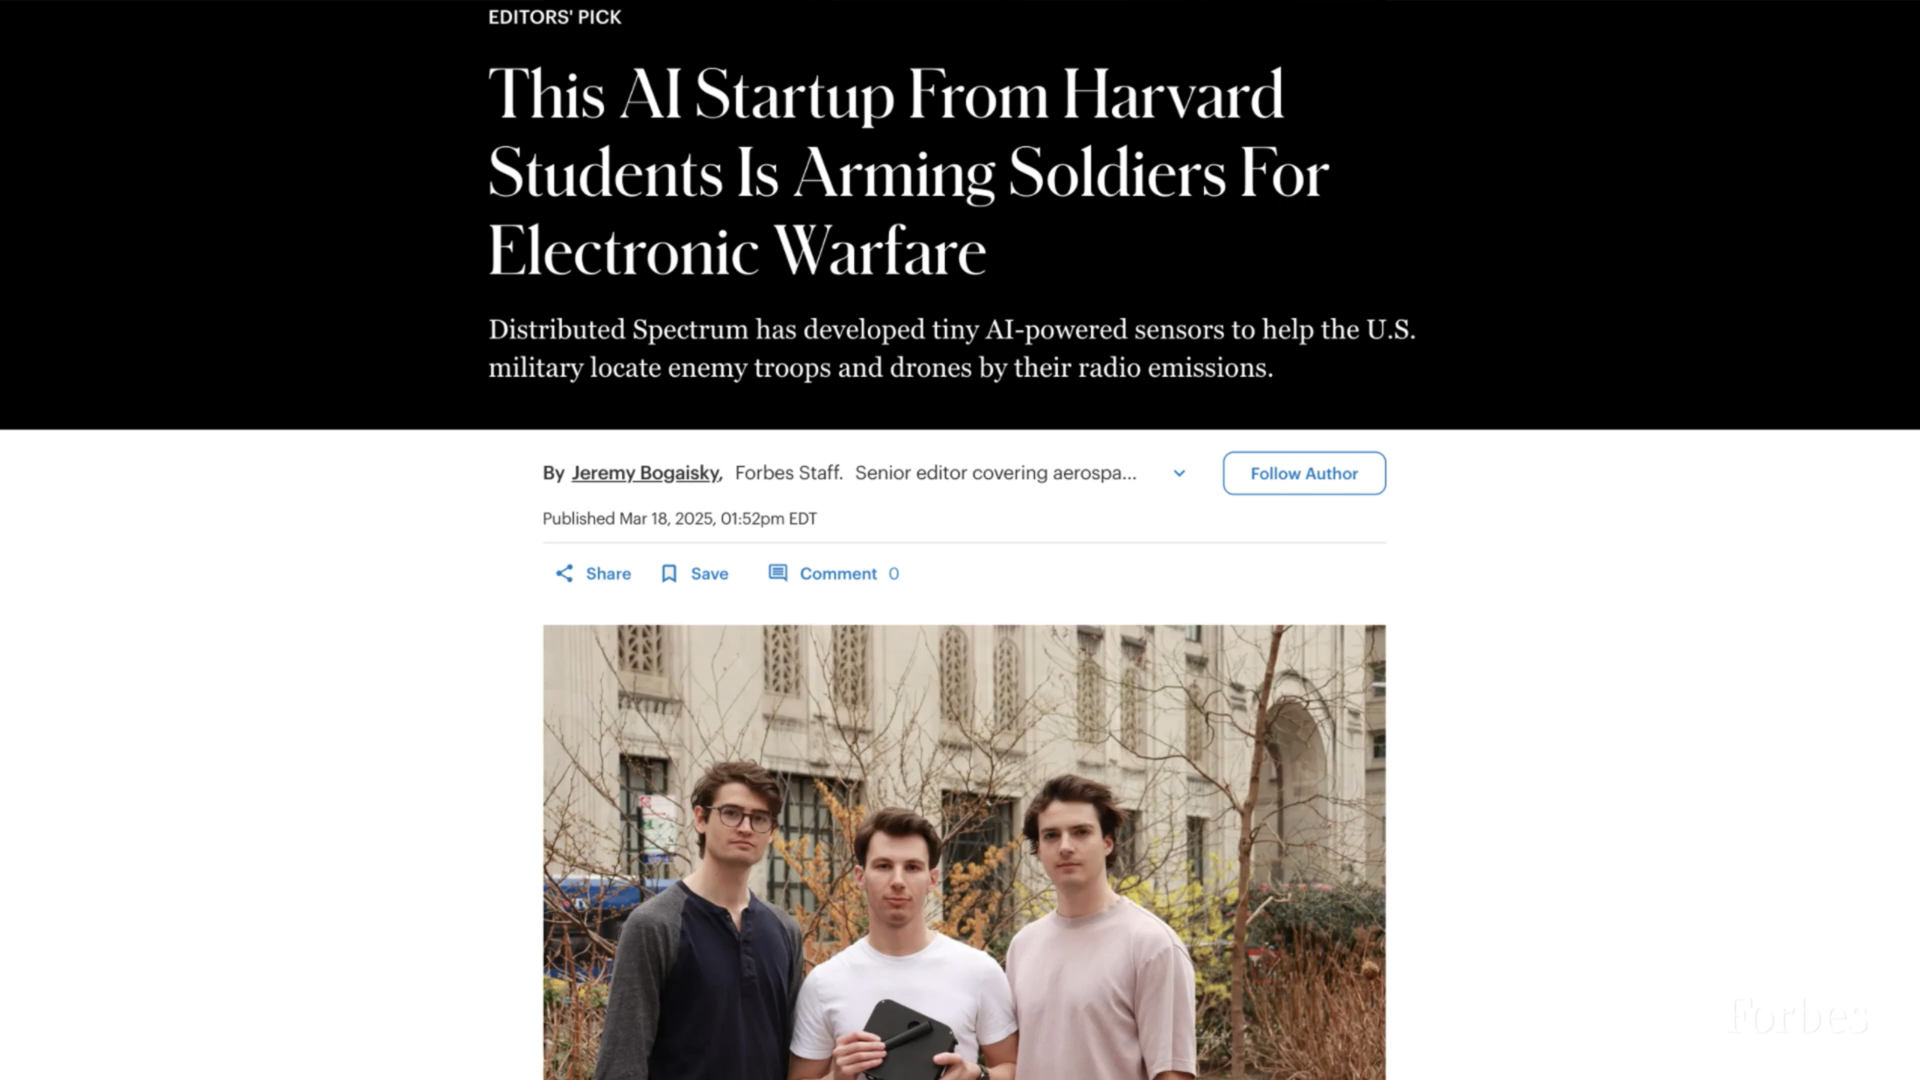 EDITORS' PICK
This AI Startup From Harvard
Students Is Arming Soldiers For
Electronic Warfare
Distributed Spectrum has developed tiny AI-powered sensors to help the U.S.
military locate enemy troops and drones by their radio emissions.
By Jeremy Bogaisky, Forbes Staff. Senior editor covering aerospa...
Follow Author
Published Mar 18, 2025, 01:52pm EDT
Share Save Comment 0
Forbes